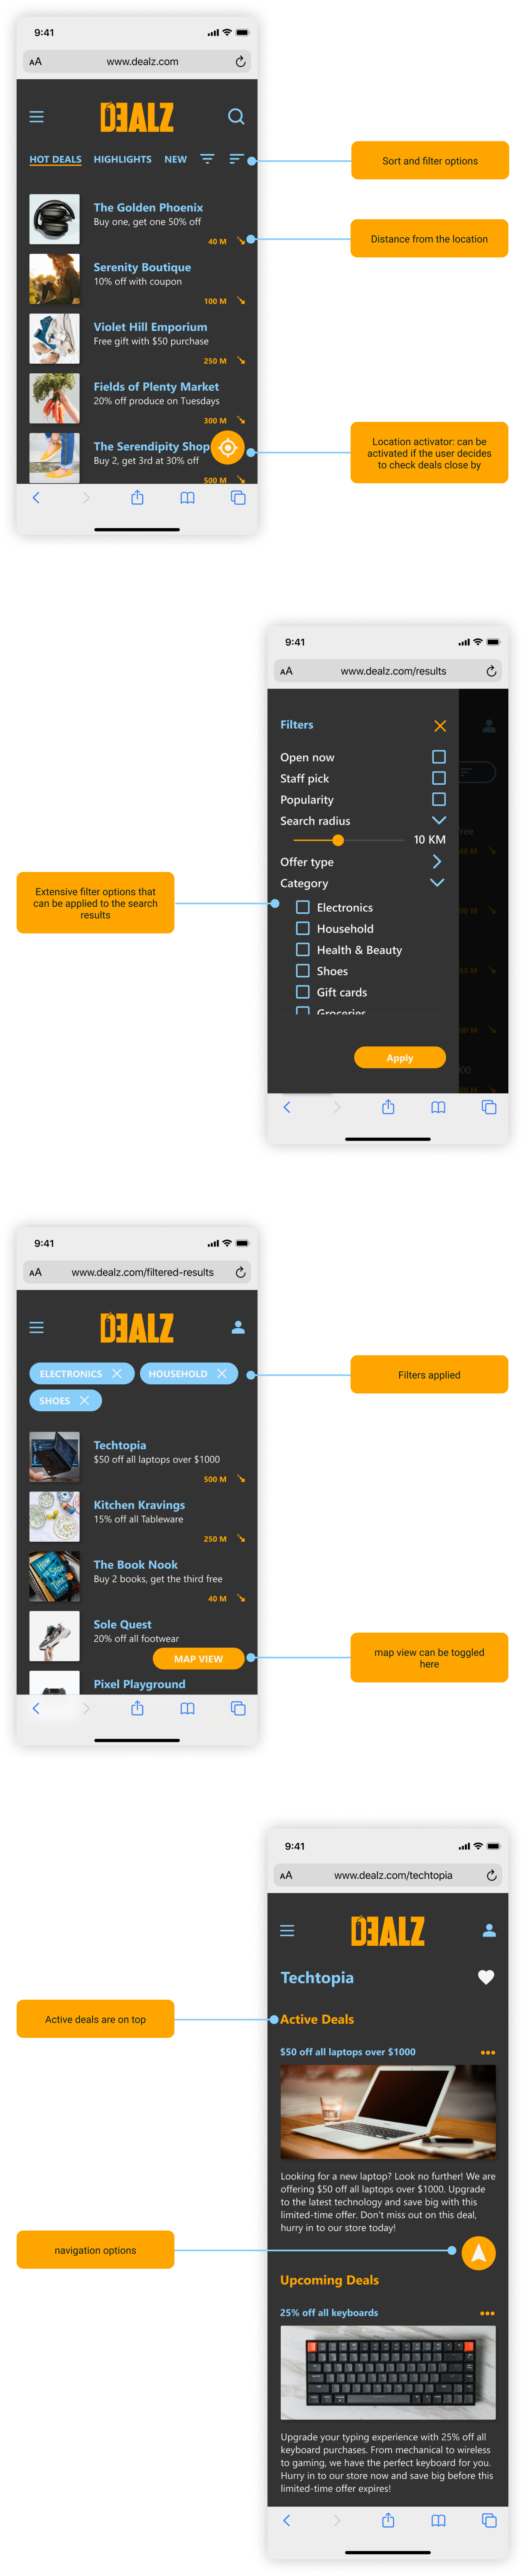 9:41
AA www.dealz.com
DEALZ
HOT DEALS HIGHLIGHTS NEW
Sort and filter options
The Golden Phoenix
Buy one, get one 50% off
40 M
Distance from the location
Serenity Boutique
10% off with coupon
100 M
Violet Hill Emporium
Free gift with $50 purchase
250 M
Fields of Plenty Market
20% off produce on Tuesdays
300 M
The Serendipity Shop
Buy 2, get 3rd at 30% off
500 M
Location activator: can be
activated if the user decides
to check deals close by
9:41
AA www.dealz.com/results
Filters
Open now
Staff pick
Popularity
Search radius
10 KM
Offer type
Category
Electronics
Household
Health & Beauty
Shoes
Gift cards
Groceries
Apply
Extensive filter options that
can be applied to the search
results
9:41
AA www.dealz.com/filtered-results
DEALZ
ELECTRONICS HOUSEHOLD
SHOES
Filters applied
Techtopia
$50 off all laptops over $1000
500 M
Kitchen Kravings
15% off all Tableware
250 M
The Book Nook
Buy 2 books, get the third free
40 M
Sole Quest
20% off all footwear
MAP VIEW
map view can be toggled
here
Pixel Playground
9:41
AA www.dealz.com/techtopia
DEALZ
Techtopia
Active deals are on top
Active Deals
$50 off all laptops over $1000
Looking for a new laptop? Look no further! We are
offering $50 off all laptops over $1000. Upgrade
to the latest technology and save big with this
limited-time offer. Don't miss out on this deal,
hurry in to our store today!
navigation options
Upcoming Deals
25% off all keyboards
Upgrade your typing experience with 25% off all
keyboard purchases. From mechanical to wireless
to gaming, we have the perfect keyboard for you.
Hurry in to our store now and save big before this
limited-time offer expires!